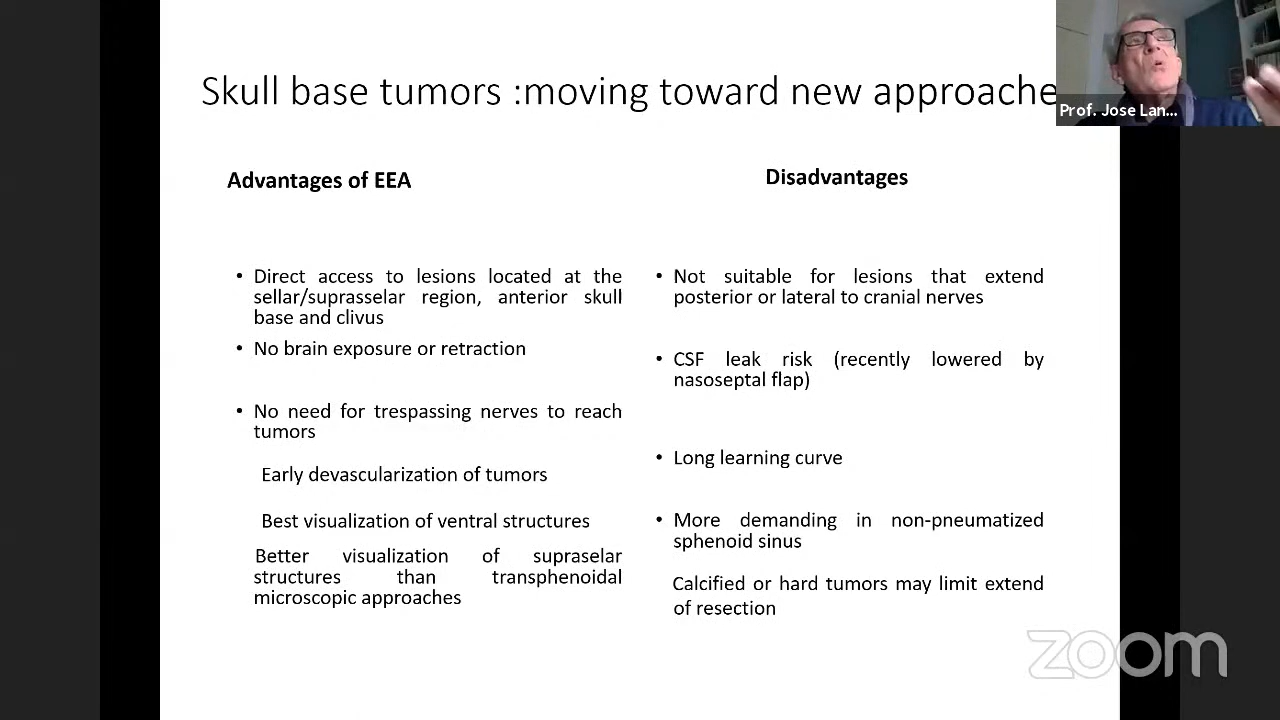 Skull base tumors :moving toward new approache
Prof. Jose Lan...
Advantages of EEA
• Direct access to lesions located at the
sellar/suprasselar region, anterior skull
base and clivus
• No brain exposure or retraction
• No need for trespassing nerves to reach
tumors
Early devascularization of tumors
Best visualization of ventral structures
Better visualization of supraselar
structures than transphenoidal
microscopic approaches
Disadvantages
• Not suitable for lesions that extend
posterior or lateral to cranial nerves
• CSF leak risk (recently lowered by
nasoseptal flap)
• Long learning curve
• More demanding in non-pneumatized
sphenoid sinus
Calcified or hard tumors may limit extend
of resection
zoom